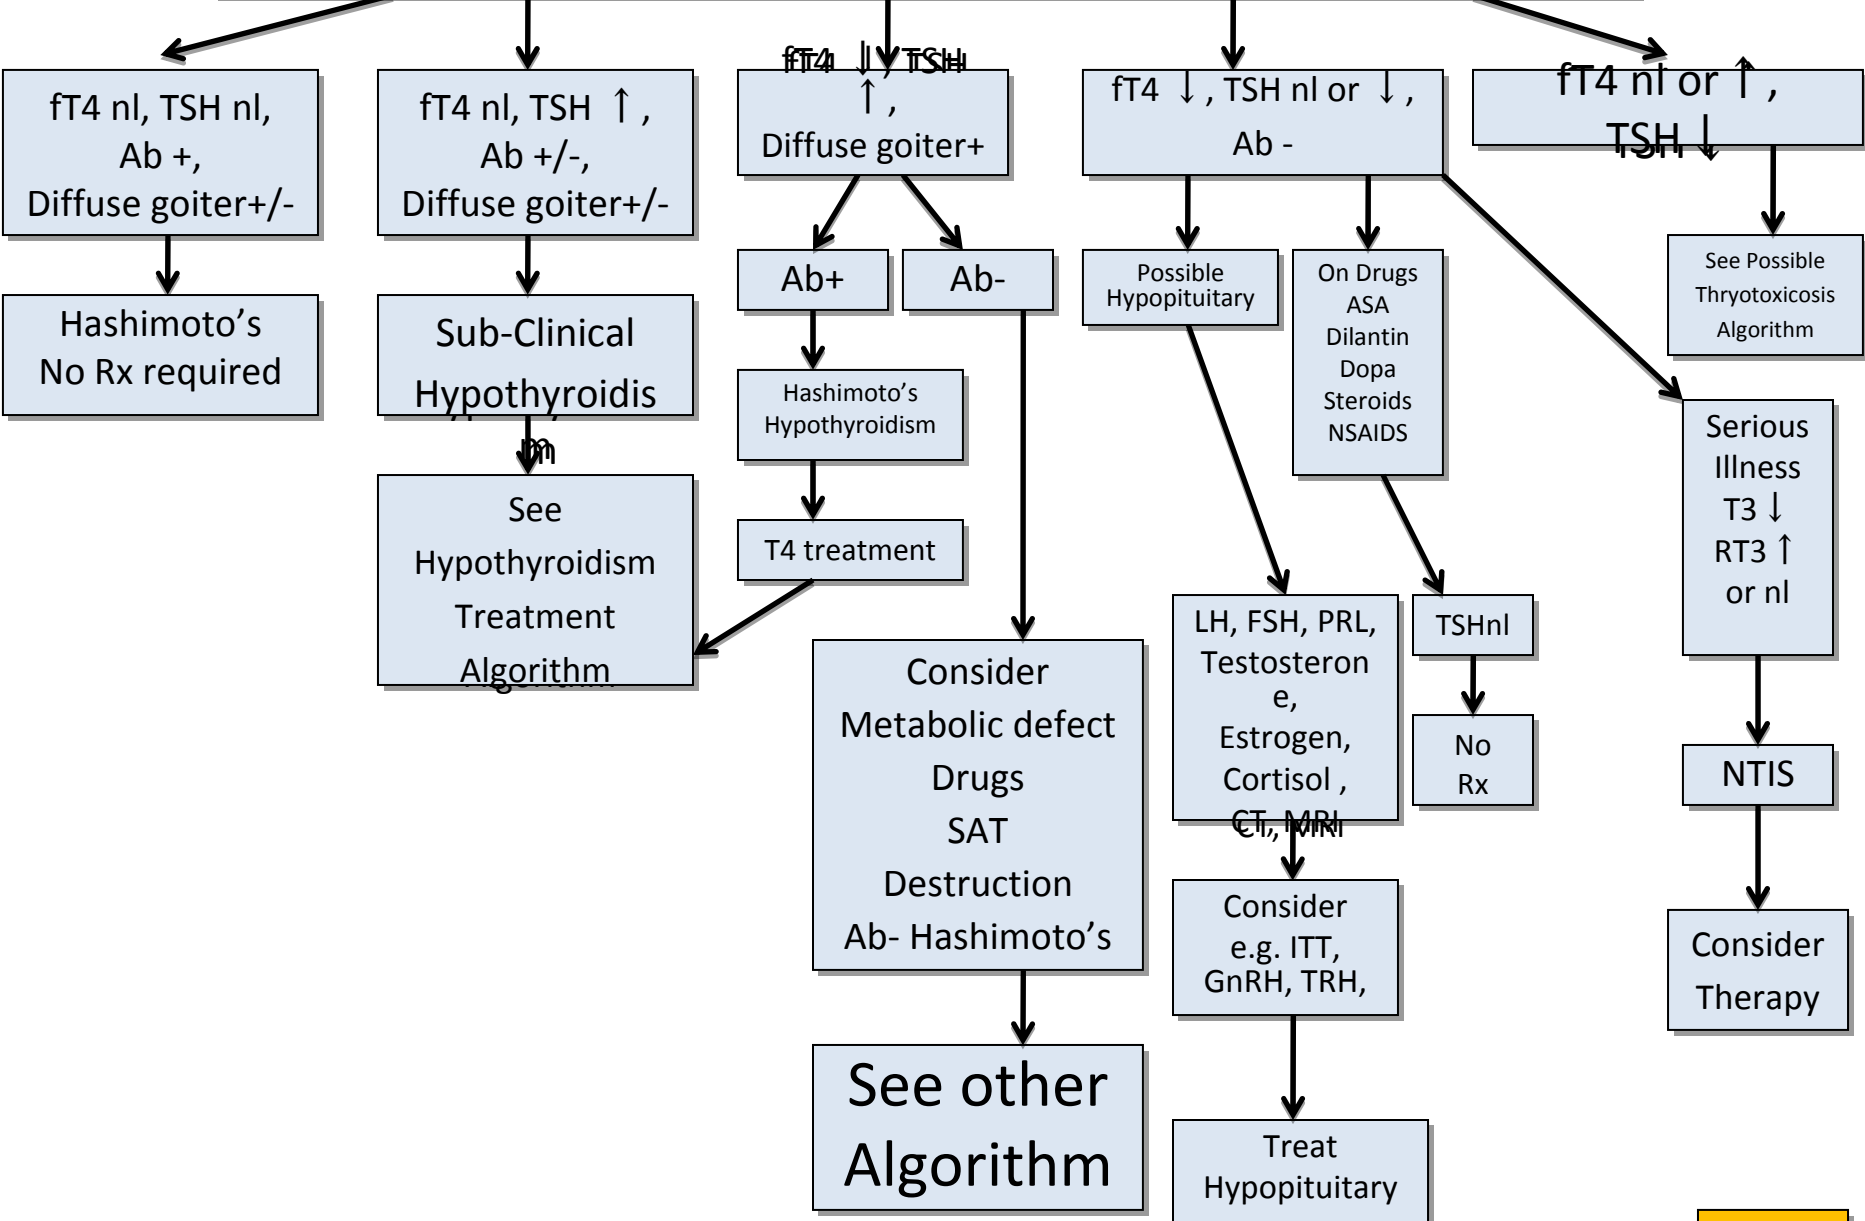 fT4 nl, TSH nl,
Ab +,
Diffuse goiter+/-
Hashimoto’s
No Rx required
fT4 nl, TSH ↑,
Ab +/-,
Diffuse goiter+/-
Sub-Clinical
Hypothyroidis
m
See
Hypothyroidism
Treatment
Algorithm
fT4 ↓, TSH
↑,
Diffuse goiter+
Ab+
Hashimoto’s
Hypothyroidism
T4 treatment
Ab-
Consider
Metabolic defect
Drugs
SAT
Destruction
Ab- Hashimoto’s
See other
Algorithm
fT4 ↓, TSH nl or ↓,
Ab -
Possible
Hypopituitary
LH, FSH, PRL,
Testosteron
e,
Estrogen,
Cortisol ,
CT, MRI
Consider
e.g. ITT,
GnRH, TRH,
Treat
Hypopituitary
On Drugs
ASA
Dilantin
Dopa
Steroids
NSAIDS
TSHnl
No
Rx
Serious
Illness
T3 ↓
RT3 ↑
or nl
NTIS
Consider
Therapy
fT4 nl or ↑,
TSH ↓
See Possible
Thryotoxicosis
Algorithm